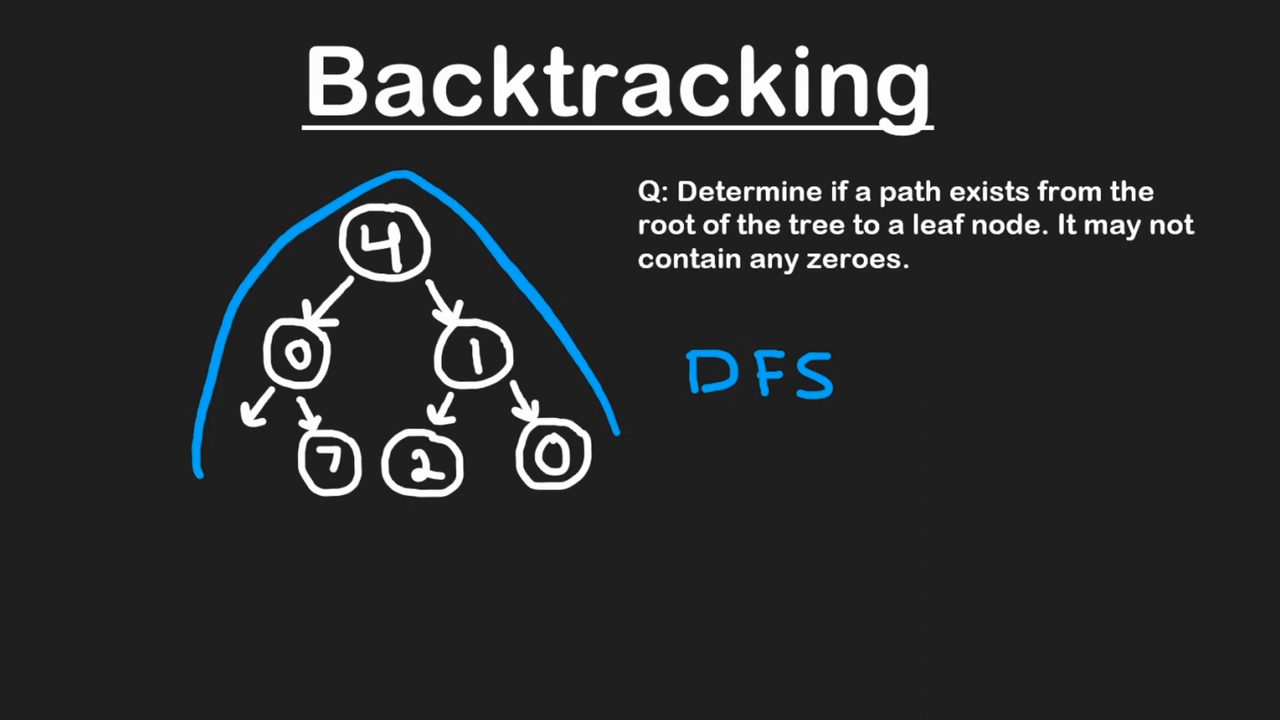 Backtracking
Q: Determine if a path exists from the
root of the tree to a leaf node. It may not
contain any zeroes.
4
0 1
DFS
7 2 0